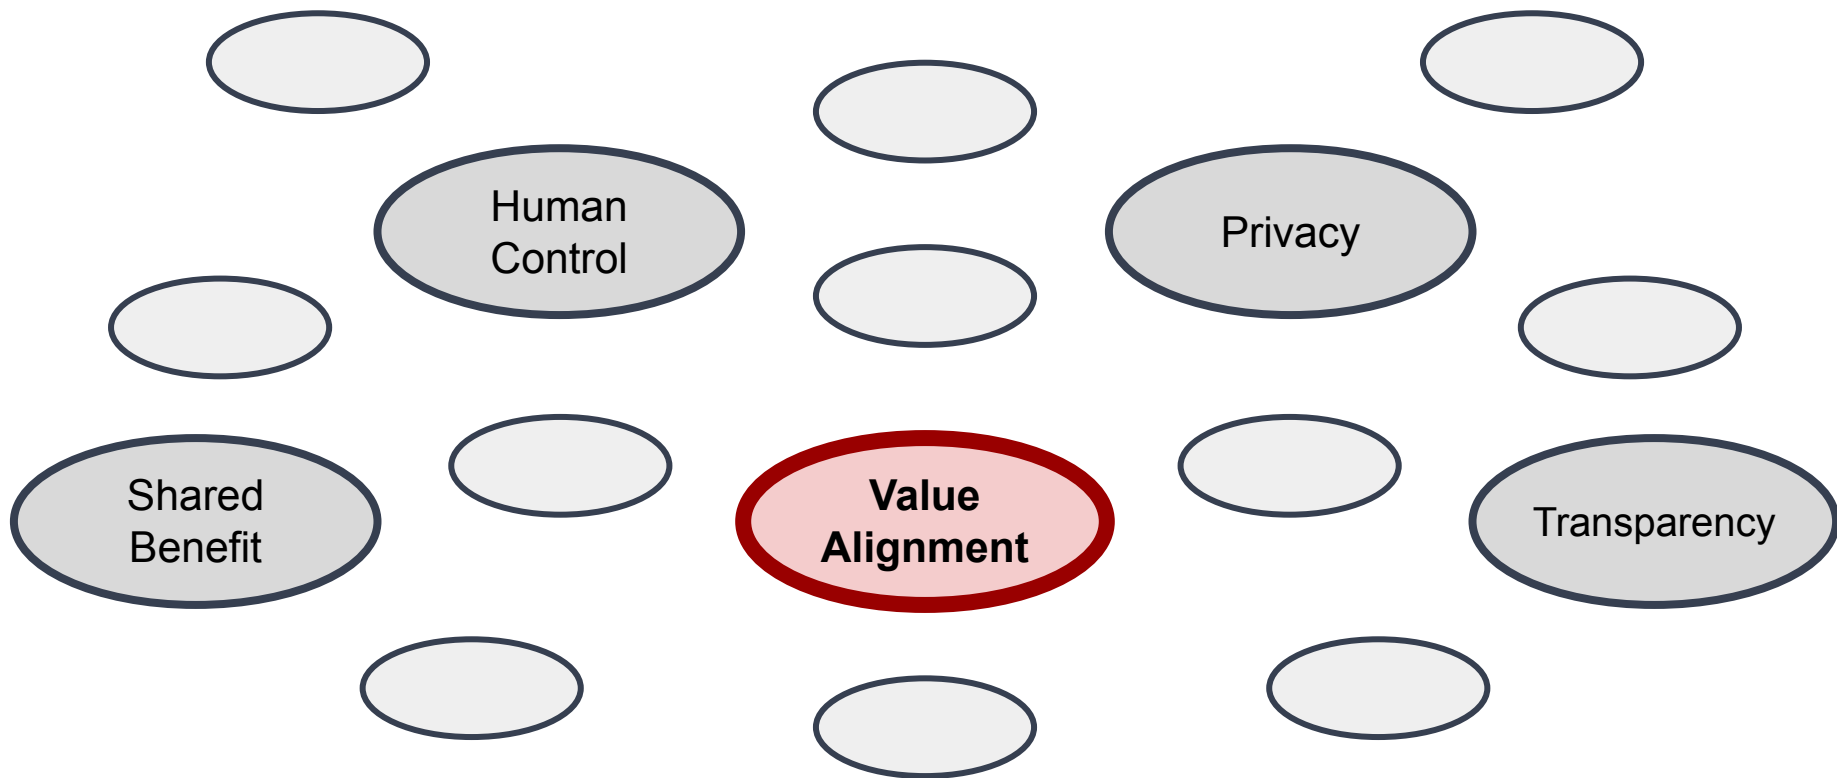 Human
Control
Privacy
Shared
Benefit
Value
Alignment
Transparency